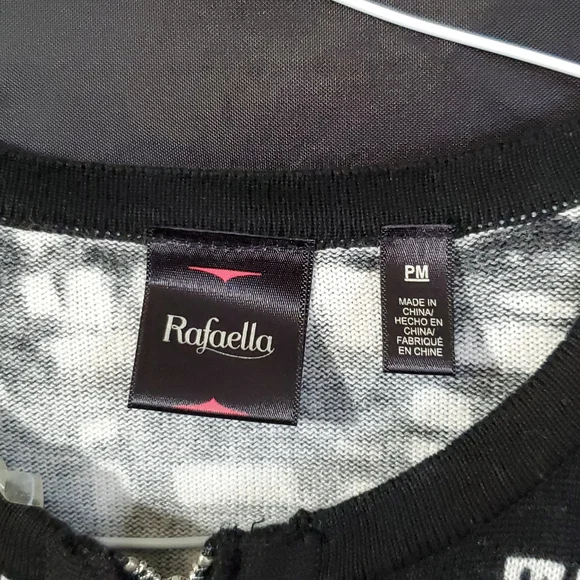 Rafaella
PM
MADE IN
CHINA/
HECHO EN
CHINA/
FABRIQUÉ
EN CHINE